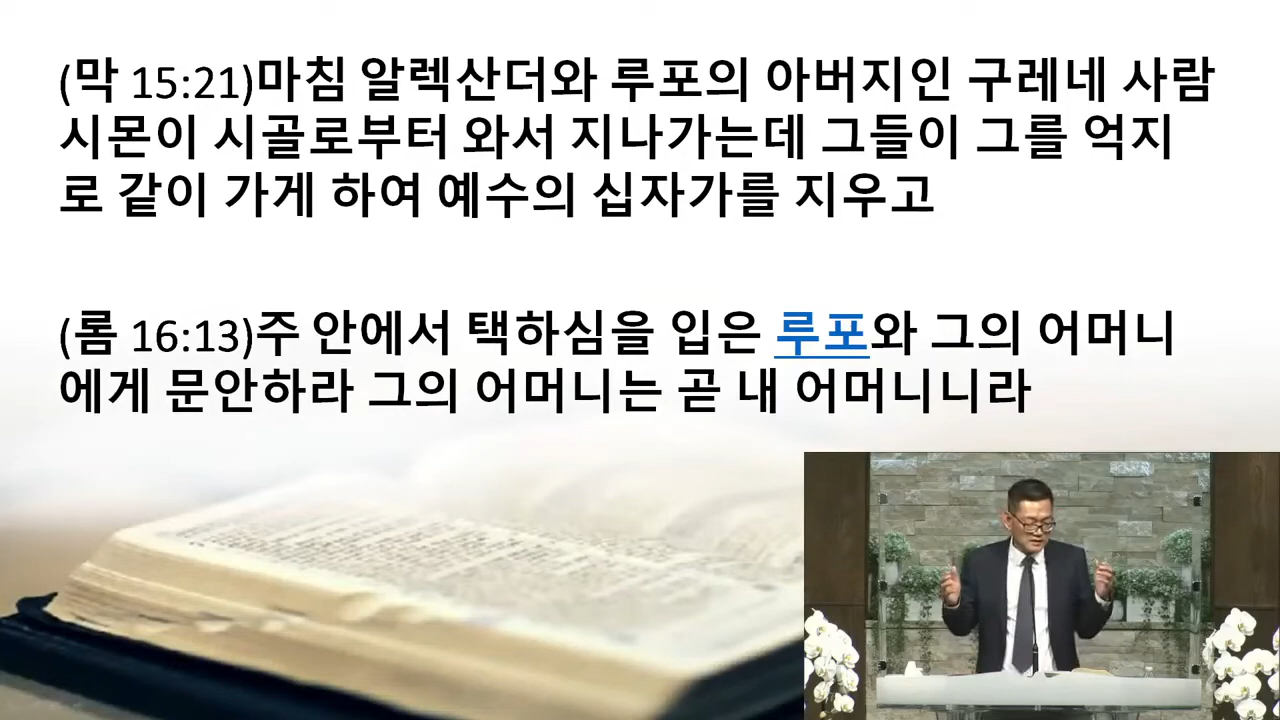 (막 15:21)마침 알렉산더와 루포의 아버지인 구레네 사람
시몬이 시골로부터 와서 지나가는데 그들이 그를 억지
로 같이 가게 하여 예수의 십자가를 지우고
(롬 16:13)주 안에서 택하심을 입은 루포와 그의 어머니
에게 문안하라 그의 어머니는 곧 내 어머니니라